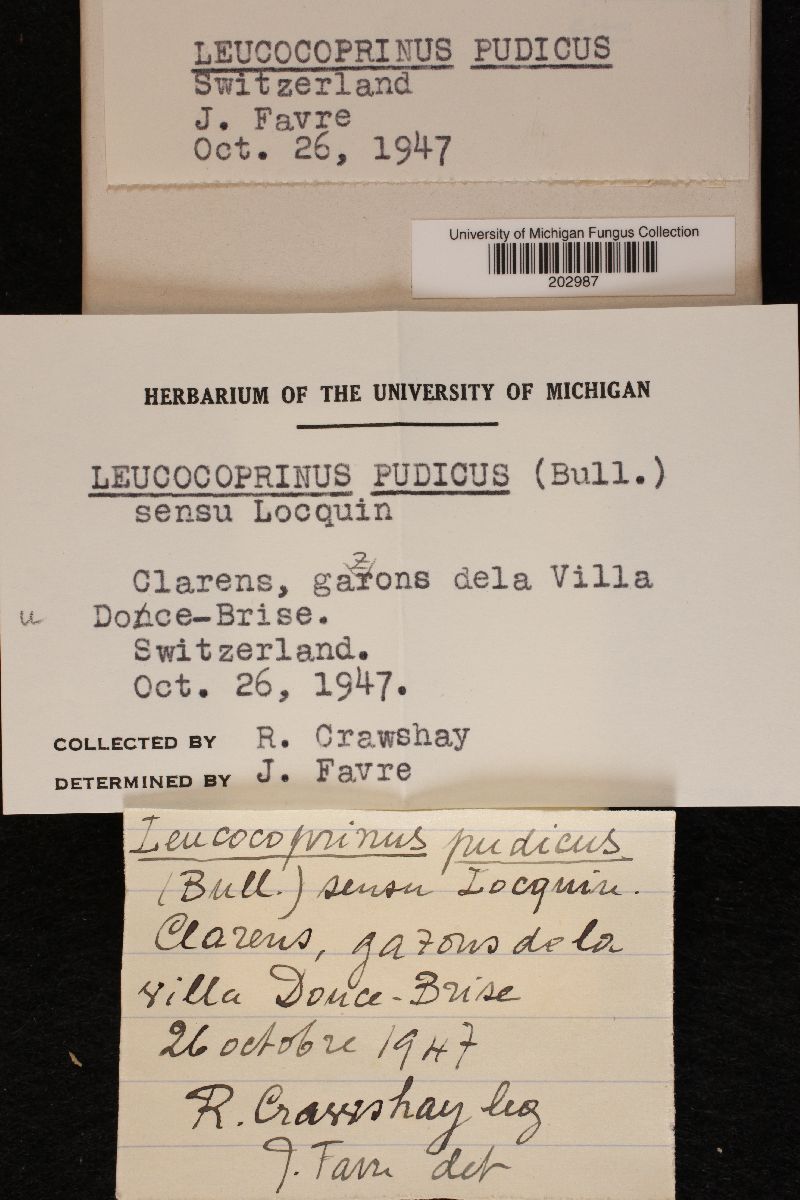 LEUCOCOPRINUS PUDICUS
Switzerland
J. Favre
Oct. 26, 1947
University of Michigan Fungus Collection
202987
HERBARIUM OF THE UNIVERSITY OF MICHIGAN
LEUCOCOPRINUS PUDICUS (Bull.)
sensu Locquin
z
Clarens, garons dela Villa
u Donce-Brise.
Switzerland.
Oct. 26, 1947.
COLLECTED BY R. Crawshay
DETERMINED BY J. Favre
Leucocoprinus pudicus
(Bull.) sensu Locquin.
Clarens, gazons de la
villa Douce-Brise
26 octobre 1947
R. Crawshay leg
J. Favre det